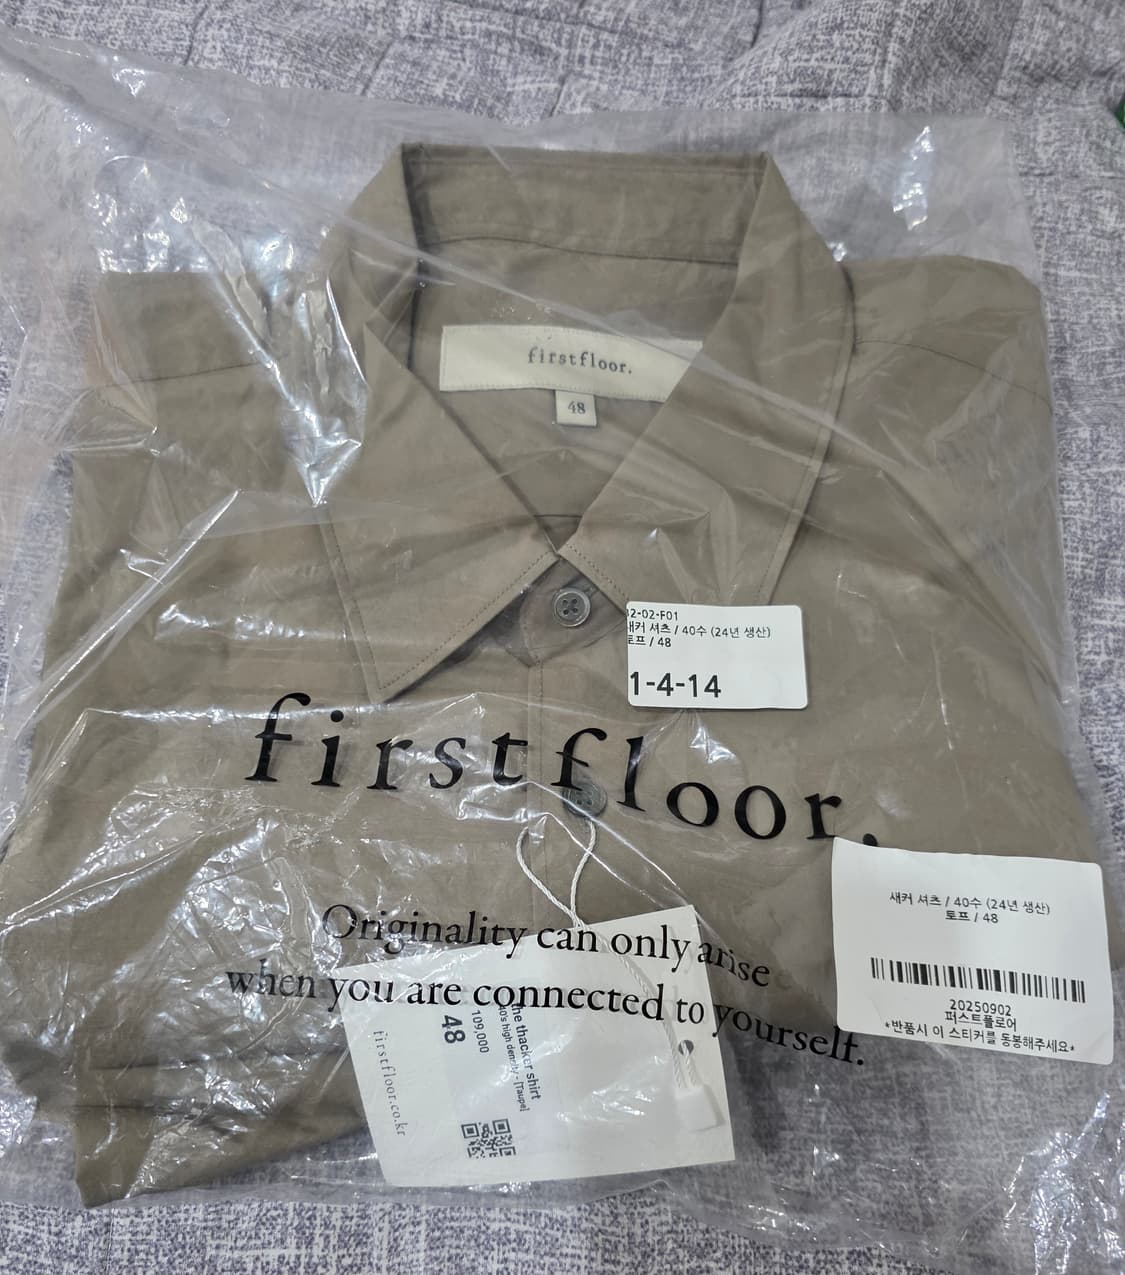 firstfloor.
48
2-02-F01
커 셔츠 / 40수 (24년 생산)
토프 / 48
1-4-14
firstfloor.
새커 셔츠 / 40수 (24년 생산)
토프 / 48
20250902
퍼스트플로어
*반품시 이 스티커를 동봉해주세요*
Originality can only arise
when you are connected to yourself.
the thacker shirt
40's high density - [Taupe]
109,000
48
firstfloor.co.kr